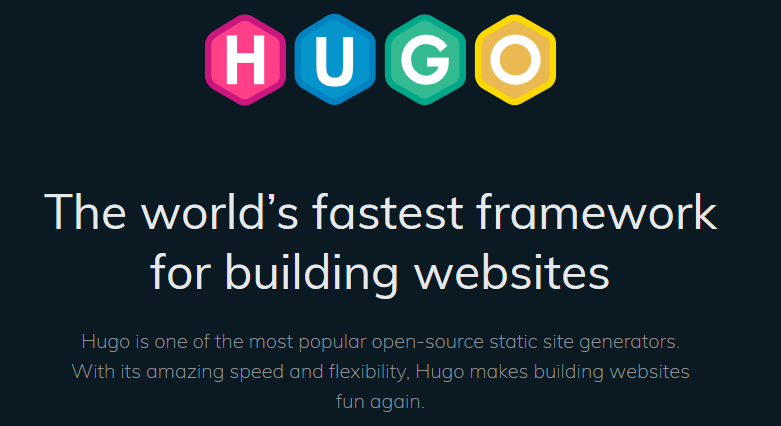 HUGO
The world’s fastest framework
for building websites
Hugo is one of the most popular open-source static site generators.
With its amazing speed and flexibility, Hugo makes building websites
fun again.